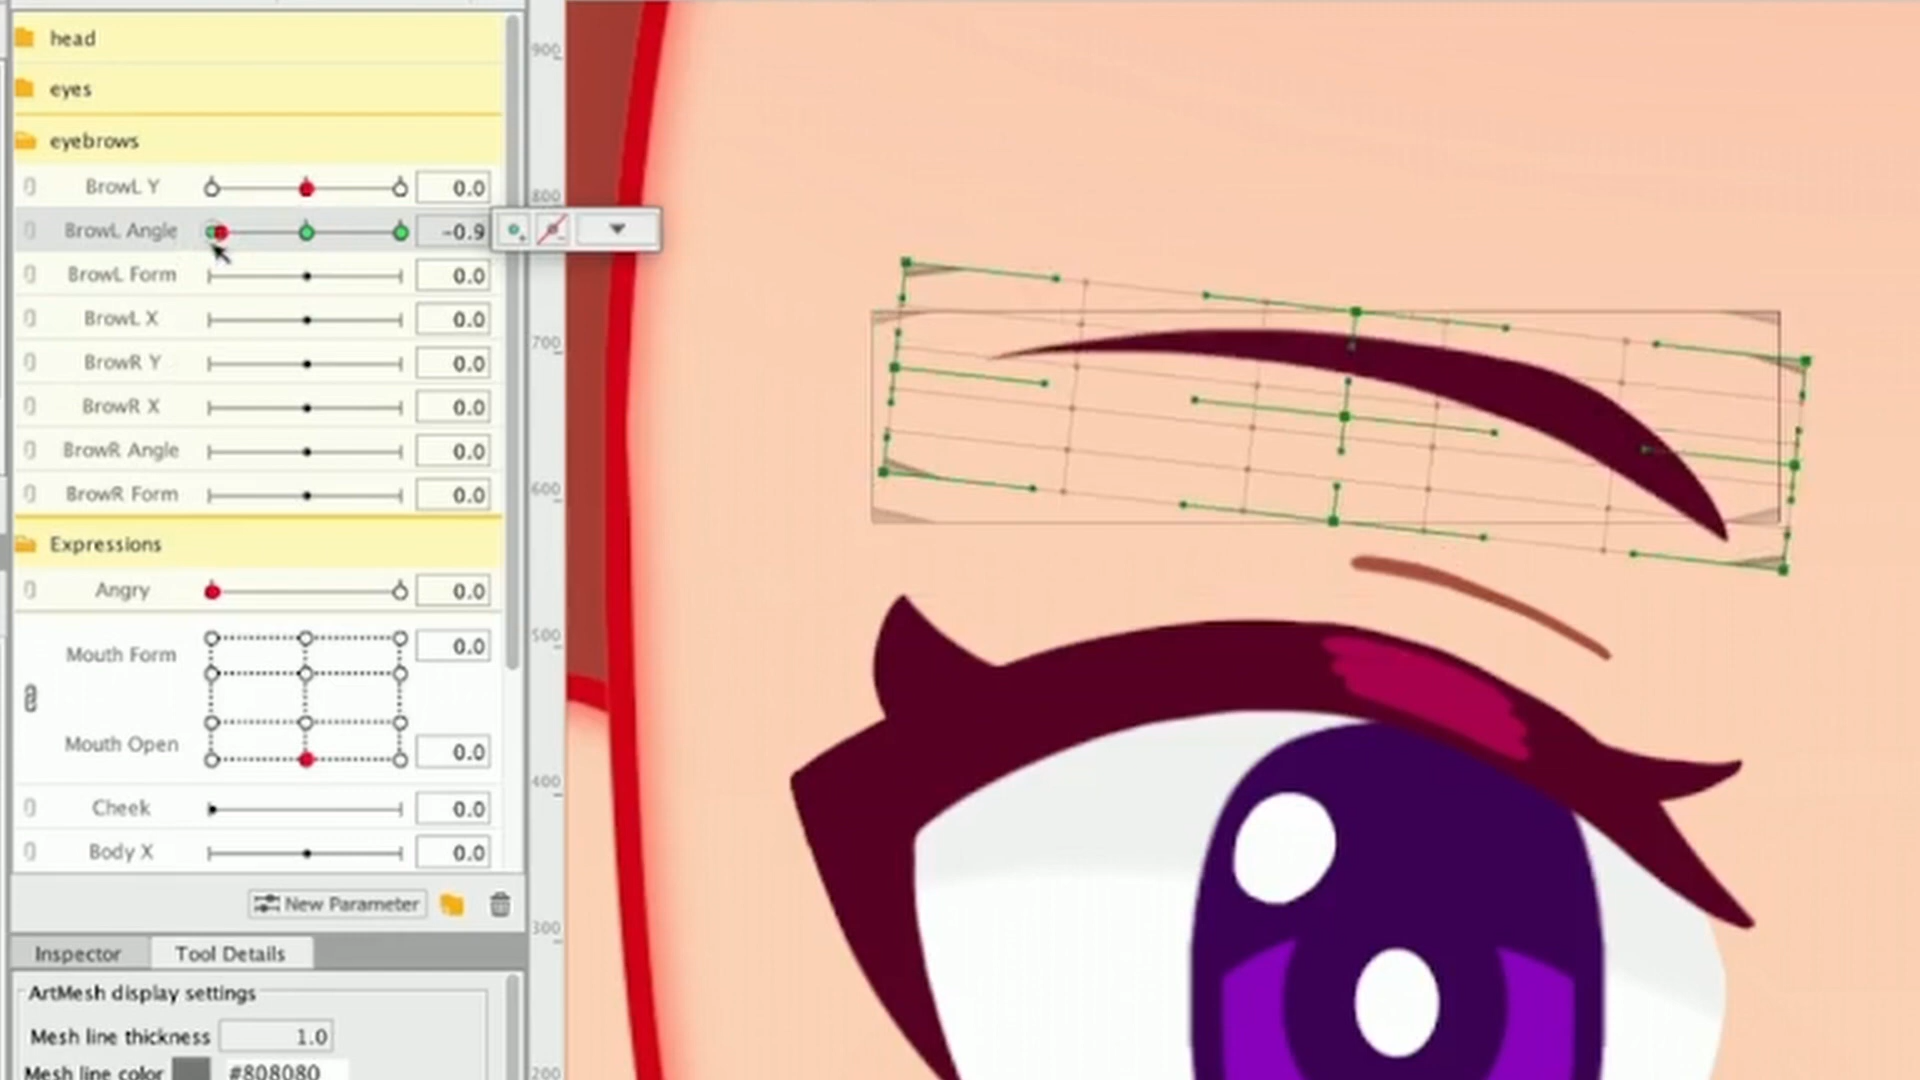 head
eyes
eyebrows
BrowL Y 0.0
BrowL Angle -0.9
BrowL Form 0.0
BrowL X 0.0
BrowR Y 0.0
BrowR X 0.0
BrowR Angle 0.0
BrowR Form 0.0
Expressions
Angry 0.0
Mouth Form 0.0
Mouth Open 0.0
Cheek 0.0
Body X 0.0
New Parameter
Inspector Tool Details
ArtMesh display settings
Mesh line thickness 1.0
Mesh line color #808080
900
800
700
600
500
400
300
200